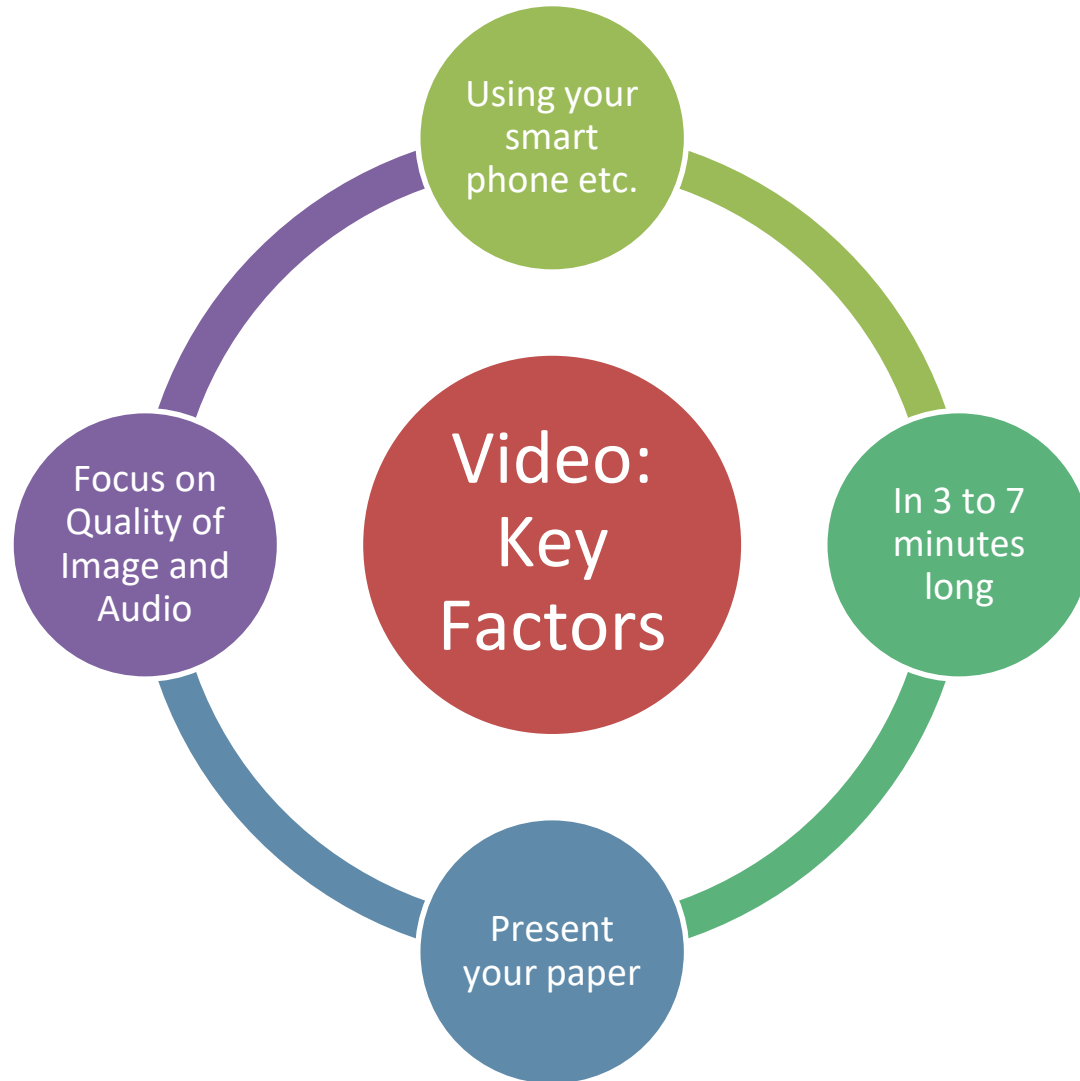 Using your
smart
phone etc.
Video:
Key
Factors
Focus on
Quality of
Image and
Audio
In 3 to 7
minutes
long
Present
your paper